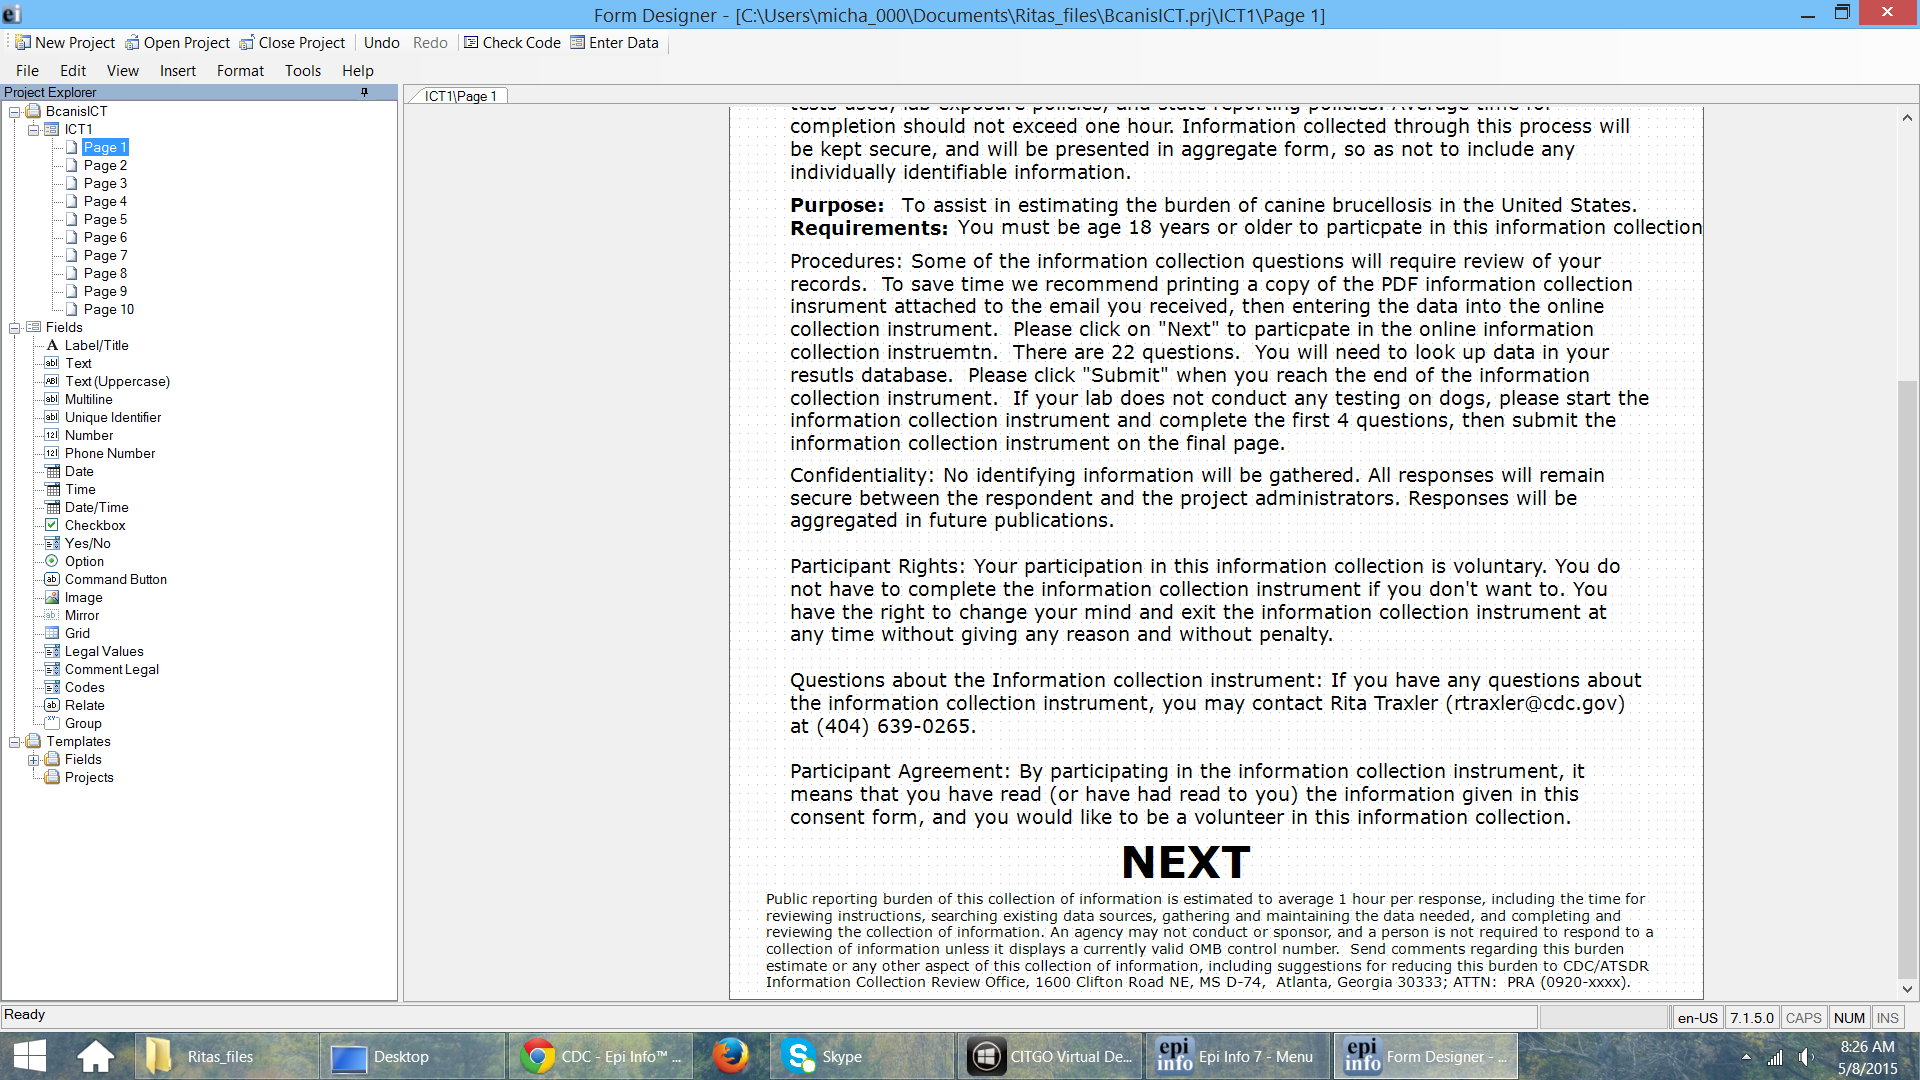 ei Form Designer - [C:\Users\micha_000\Documents\Ritas_files\BcanisICT.prj\ICT1\Page 1]
New Project Open Project Close Project Undo Redo Check Code Enter Data
File Edit View Insert Format Tools Help
Project Explorer
BcanisICT
ICT1
Page 1
Page 2
Page 3
Page 4
Page 5
Page 6
Page 7
Page 8
Page 9
Page 10
Fields
Label/Title
Text
Text (Uppercase)
Multiline
Unique Identifier
Number
Phone Number
Date
Time
Date/Time
Checkbox
Yes/No
Option
Command Button
Image
Mirror
Grid
Legal Values
Comment Legal
Codes
Relate
Group
Templates
Fields
Projects
ICT1\Page 1
tests used, lab exposure policies, and state reporting policies. Average time for
completion should not exceed one hour. Information collected through this process will
be kept secure, and will be presented in aggregate form, so as not to include any
individually identifiable information.
Purpose: To assist in estimating the burden of canine brucellosis in the United States.
Requirements: You must be age 18 years or older to particpate in this information collection
Procedures: Some of the information collection questions will require review of your
records. To save time we recommend printing a copy of the PDF information collection
insrument attached to the email you received, then entering the data into the online
collection instrument. Please click on "Next" to particpate in the online information
collection instruemtn. There are 22 questions. You will need to look up data in your
resutls database. Please click "Submit" when you reach the end of the information
collection instrument. If your lab does not conduct any testing on dogs, please start the
information collection instrument and complete the first 4 questions, then submit the
information collection instrument on the final page.
Confidentiality: No identifying information will be gathered. All responses will remain
secure between the respondent and the project administrators. Responses will be
aggregated in future publications.
Participant Rights: Your participation in this information collection is voluntary. You do
not have to complete the information collection instrument if you don't want to. You
have the right to change your mind and exit the information collection instrument at
any time without giving any reason and without penalty.
Questions about the Information collection instrument: If you have any questions about
the information collection instrument, you may contact Rita Traxler (rtraxler@cdc.gov)
at (404) 639-0265.
Participant Agreement: By participating in the information collection instrument, it
means that you have read (or have had read to you) the information given in this
consent form, and you would like to be a volunteer in this information collection.
NEXT
Public reporting burden of this collection of information is estimated to average 1 hour per response, including the time for
reviewing instructions, searching existing data sources, gathering and maintaining the data needed, and completing and
reviewing the collection of information. An agency may not conduct or sponsor, and a person is not required to respond to a
collection of information unless it displays a currently valid OMB control number. Send comments regarding this burden
estimate or any other aspect of this collection of information, including suggestions for reducing this burden to CDC/ATSDR
Information Collection Review Office, 1600 Clifton Road NE, MS D-74, Atlanta, Georgia 30333; ATTN: PRA (0920-xxxx).
Ready en-US 7.1.5.0 CAPS NUM INS
Ritas_files Desktop CDC - Epi Info™ ... Skype CITGO Virtual De... epi info Epi Info 7 - Menu epi info Form Designer - ...
8:26 AM
5/8/2015